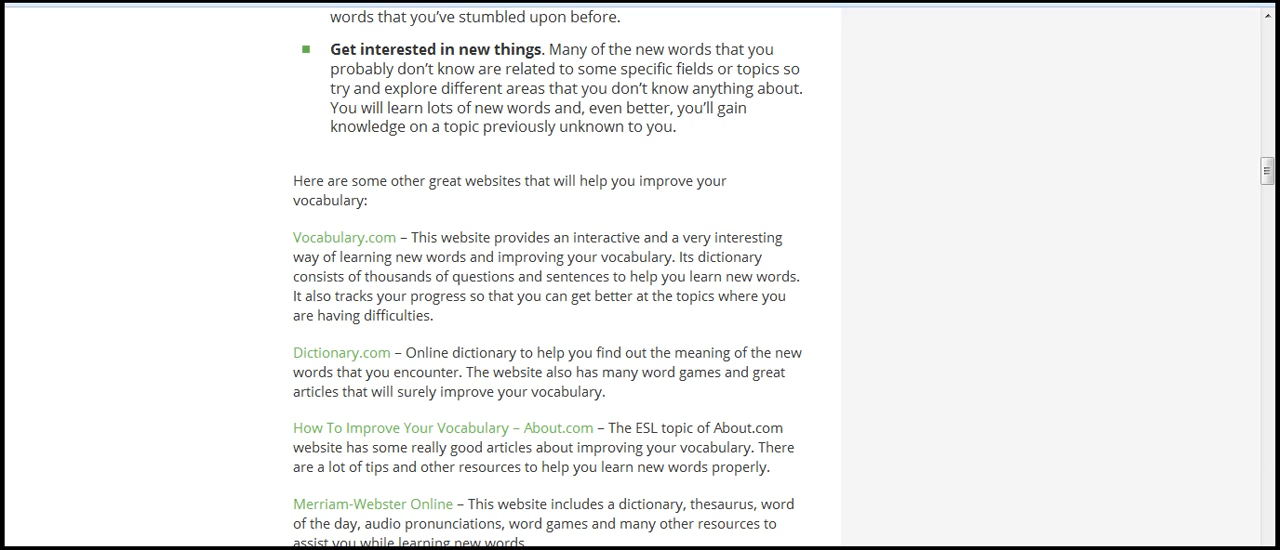 words that you've stumbled upon before.
Get interested in new things. Many of the new words that you
probably don't know are related to some specific fields or topics so
try and explore different areas that you don't know anything about.
You will learn lots of new words and, even better, you'll gain
knowledge on a topic previously unknown to you.
Here are some other great websites that will help you improve your
vocabulary:
Vocabulary.com – This website provides an interactive and a very interesting
way of learning new words and improving your vocabulary. Its dictionary
consists of thousands of questions and sentences to help you learn new words.
It also tracks your progress so that you can get better at the topics where you
are having difficulties.
Dictionary.com – Online dictionary to help you find out the meaning of the new
words that you encounter. The website also has many word games and great
articles that will surely improve your vocabulary.
How To Improve Your Vocabulary – About.com – The ESL topic of About.com
website has some really good articles about improving your vocabulary. There
are a lot of tips and other resources to help you learn new words properly.
Merriam-Webster Online – This website includes a dictionary, thesaurus, word
of the day, audio pronunciations, word games and many other resources to
assist you while learning new words.